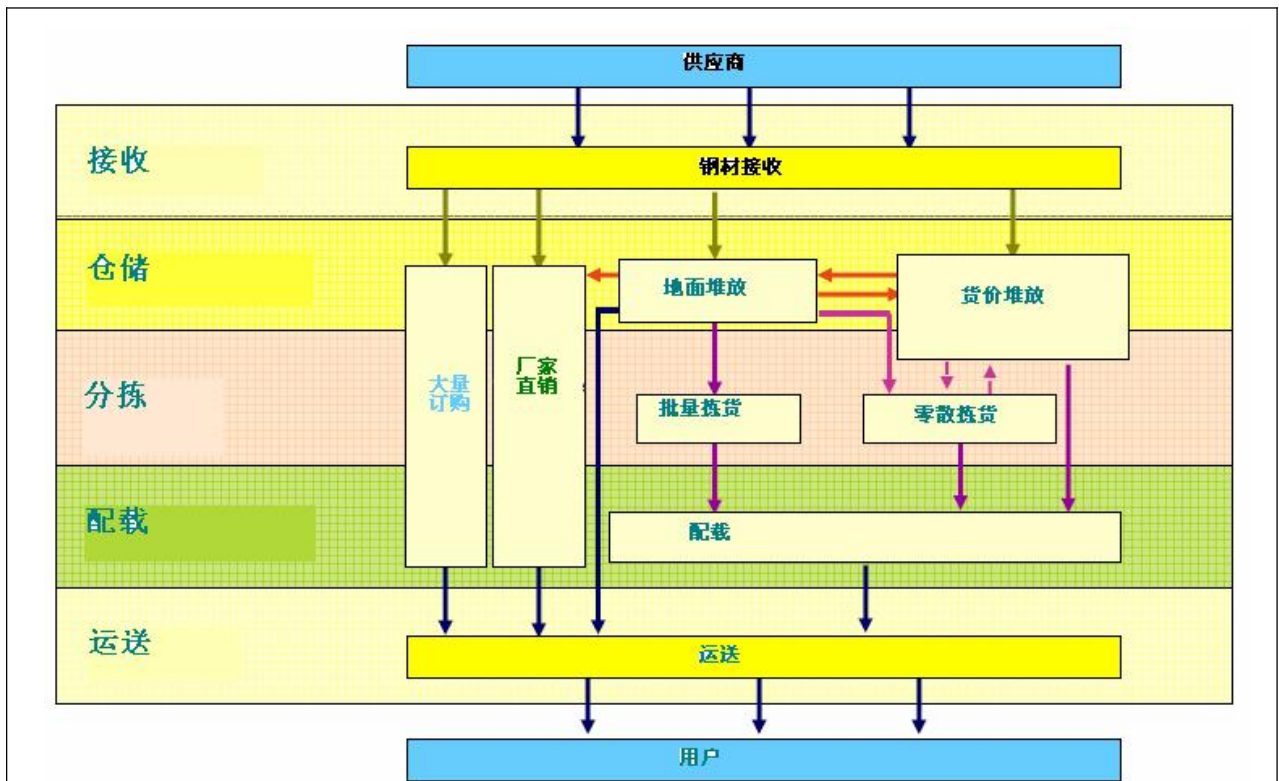 供应商
接收
钢材接收
仓储
地面堆放
货价堆放
分拣
大量
订购
厂家
直销
批量拣货
零散拣货
配载
配载
运送
运送
用户